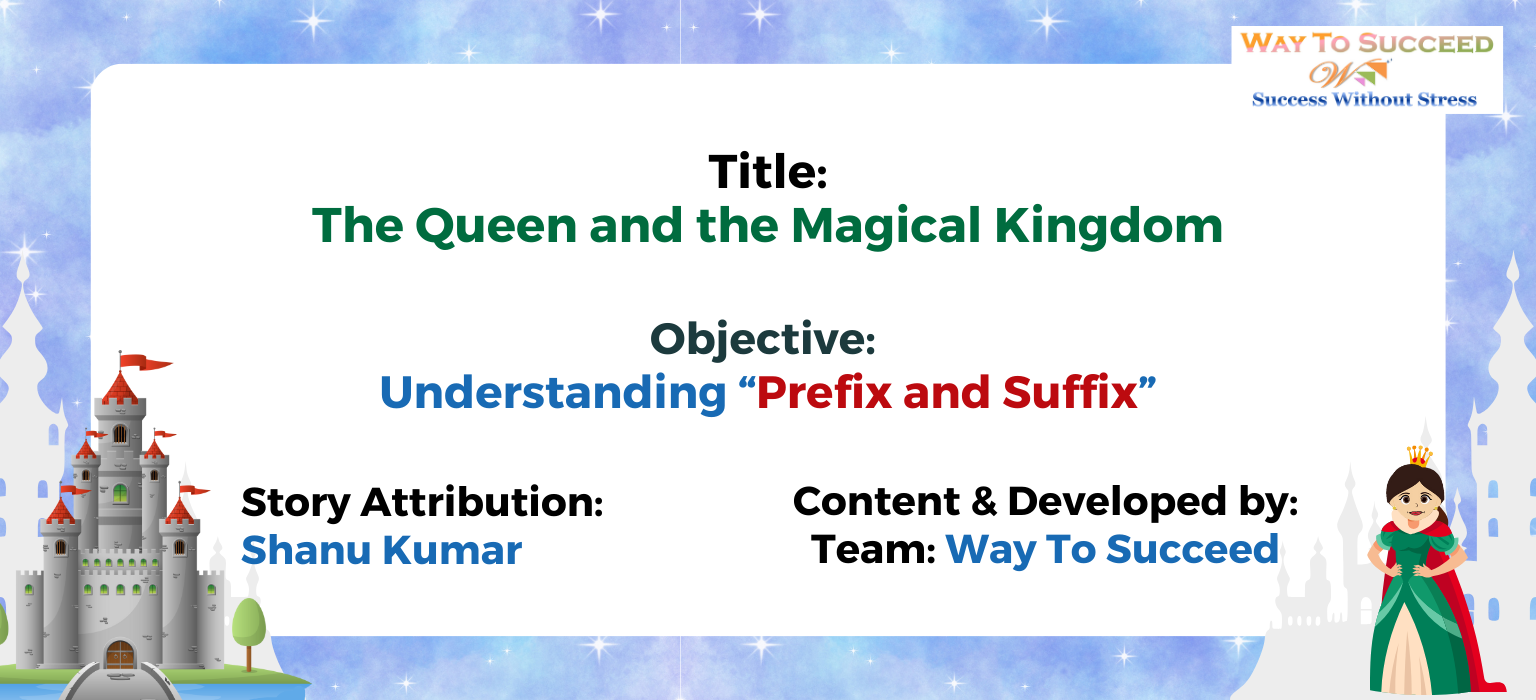 WAY TO SUCCEED
Success Without Stress
Title:
The Queen and the Magical Kingdom
Objective:
Understanding “Prefix and Suffix”
Story Attribution:
Shanu Kumar
Content & Developed by:
Team: Way To Succeed